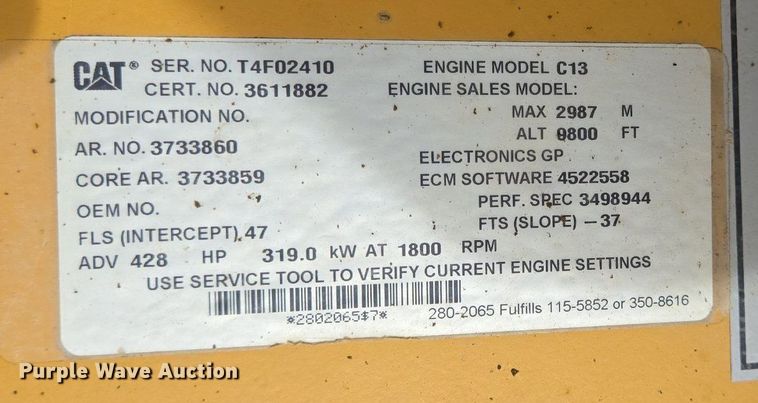 CAT® SER. NO. T4F02410 ENGINE MODEL C13
CERT. NO. 3611882 ENGINE SALES MODEL:
MODIFICATION NO. MAX 2987 M
ALT 9800 FT
AR. NO. 3733860 ELECTRONICS GP
CORE AR. 3733859 ECM SOFTWARE 4522558
OEM NO. PERF. SPEC 3498944
FLS (INTERCEPT) 47 FTS (SLOPE) -37
ADV 428 HP 319.0 kW AT 1800 RPM
USE SERVICE TOOL TO VERIFY CURRENT ENGINE SETTINGS
*2802065$7* 280-2065 Fulfills 115-5852 or 350-8616
Purple Wave Auction